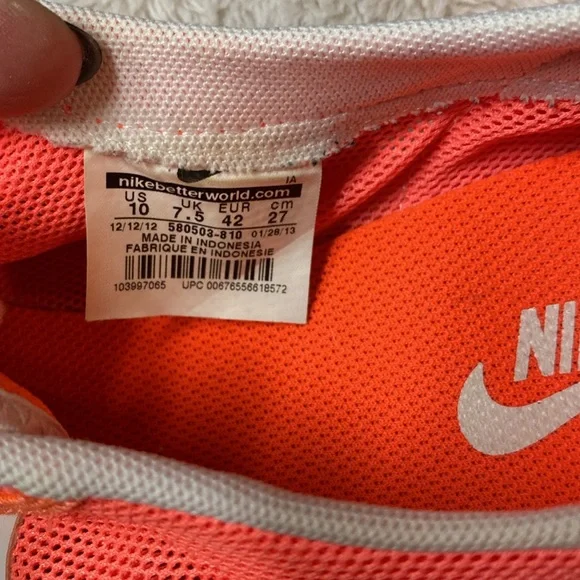 IA
nikebetterworld.com
US UK EUR cm
10 7.5 42 27
12/12/12 580503-810 01/28/13
MADE IN INDONESIA
FABRIQUE EN INDONESIE
103997065 UPC 00676556618572
NI